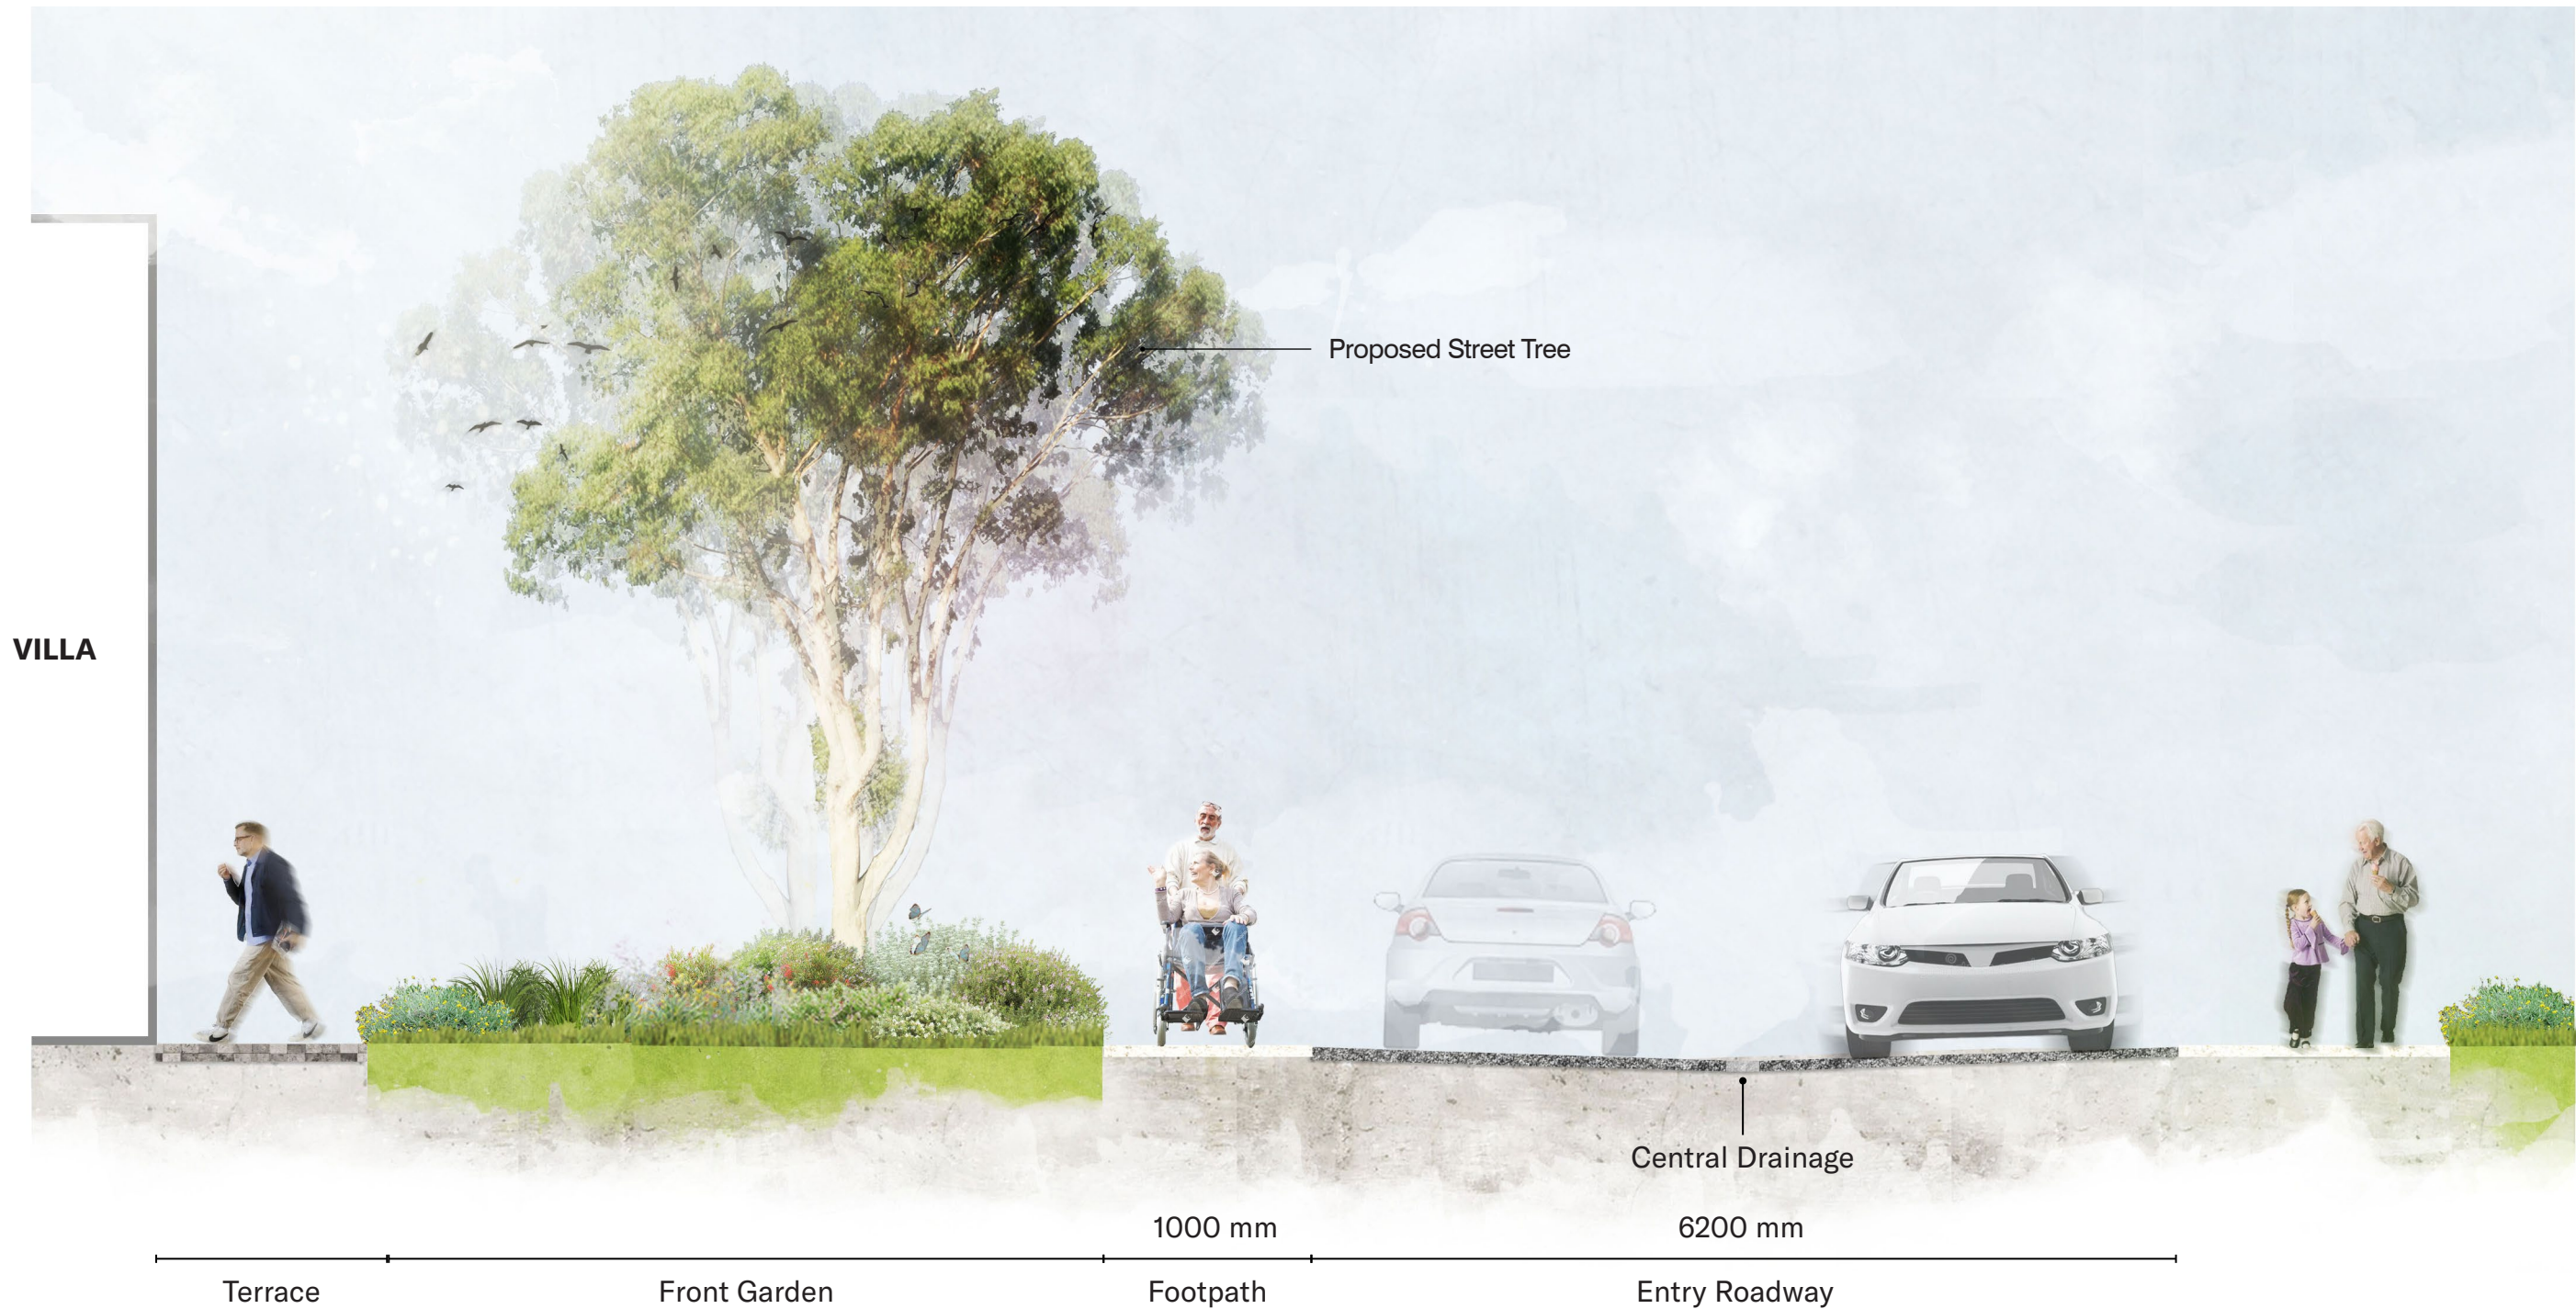 Proposed Street Tree
VILLA
Central Drainage
1000 mm
6200 mm
Terrace
Front Garden
Footpath
Entry Roadway